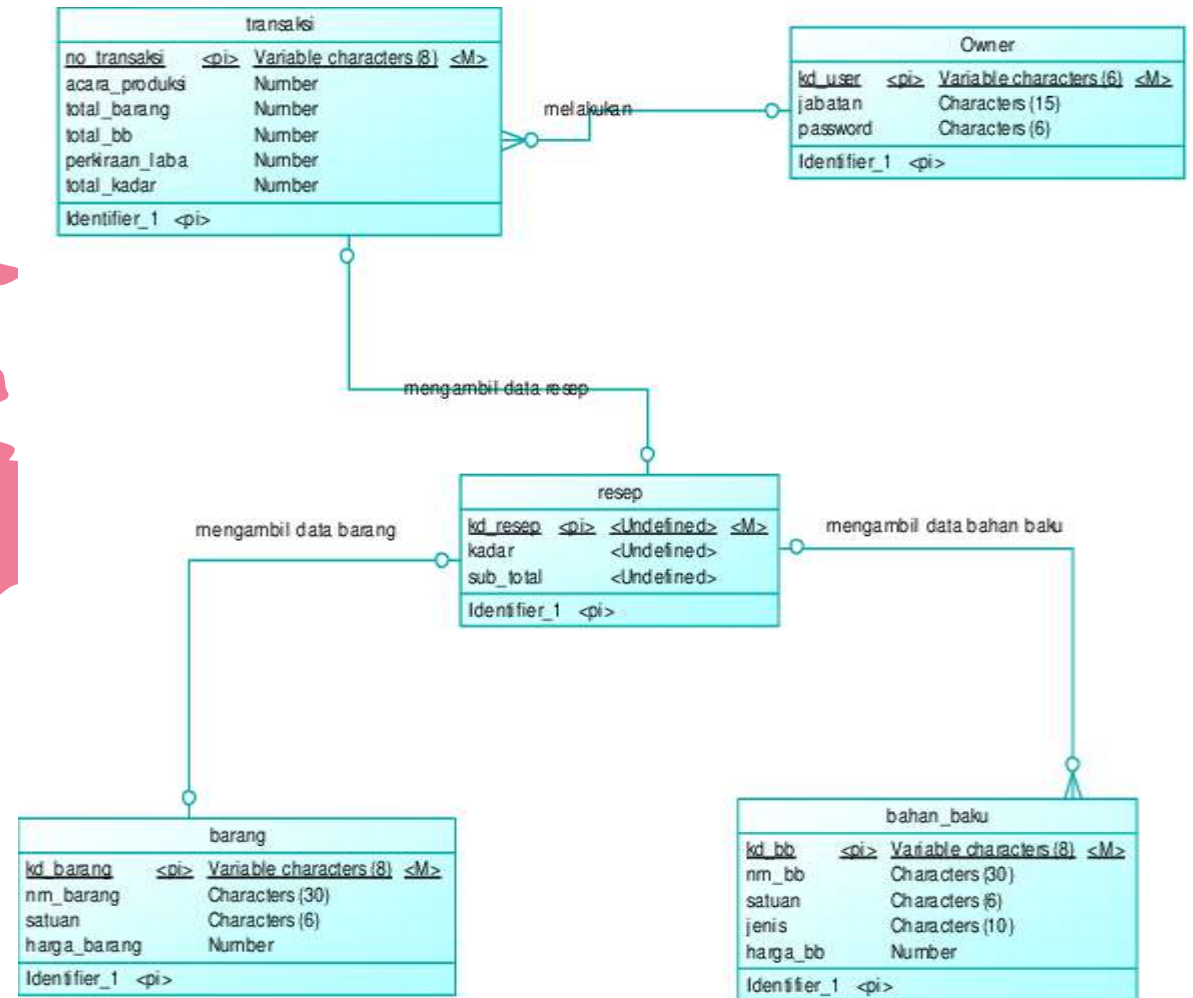 transaksi
no_transaksi <pi> Variable characters (8) <M>
acara_produksi Number
total_barang Number
total_bb Number
perkiraan_laba Number
total_kadar Number
Identifier_1 <pi>
Owner
kd_user <pi> Variable characters (6) <M>
jabatan Characters (15)
password Characters (6)
Identifier_1 <pi>
melakukan
mengambil data resep
resep
kd_resep <pi> <Undefined> <M>
kadar <Undefined>
sub_total <Undefined>
Identifier_1 <pi>
mengambil data barang
mengambil data bahan baku
barang
kd_barang <pi> Variable characters (8) <M>
nm_barang Characters (30)
satuan Characters (6)
harga_barang Number
Identifier_1 <pi>
bahan_baku
kd_bb <pi> Variable characters (8) <M>
nm_bb Characters (30)
satuan Characters (6)
jenis Characters (10)
harga_bb Number
Identifier_1 <pi>